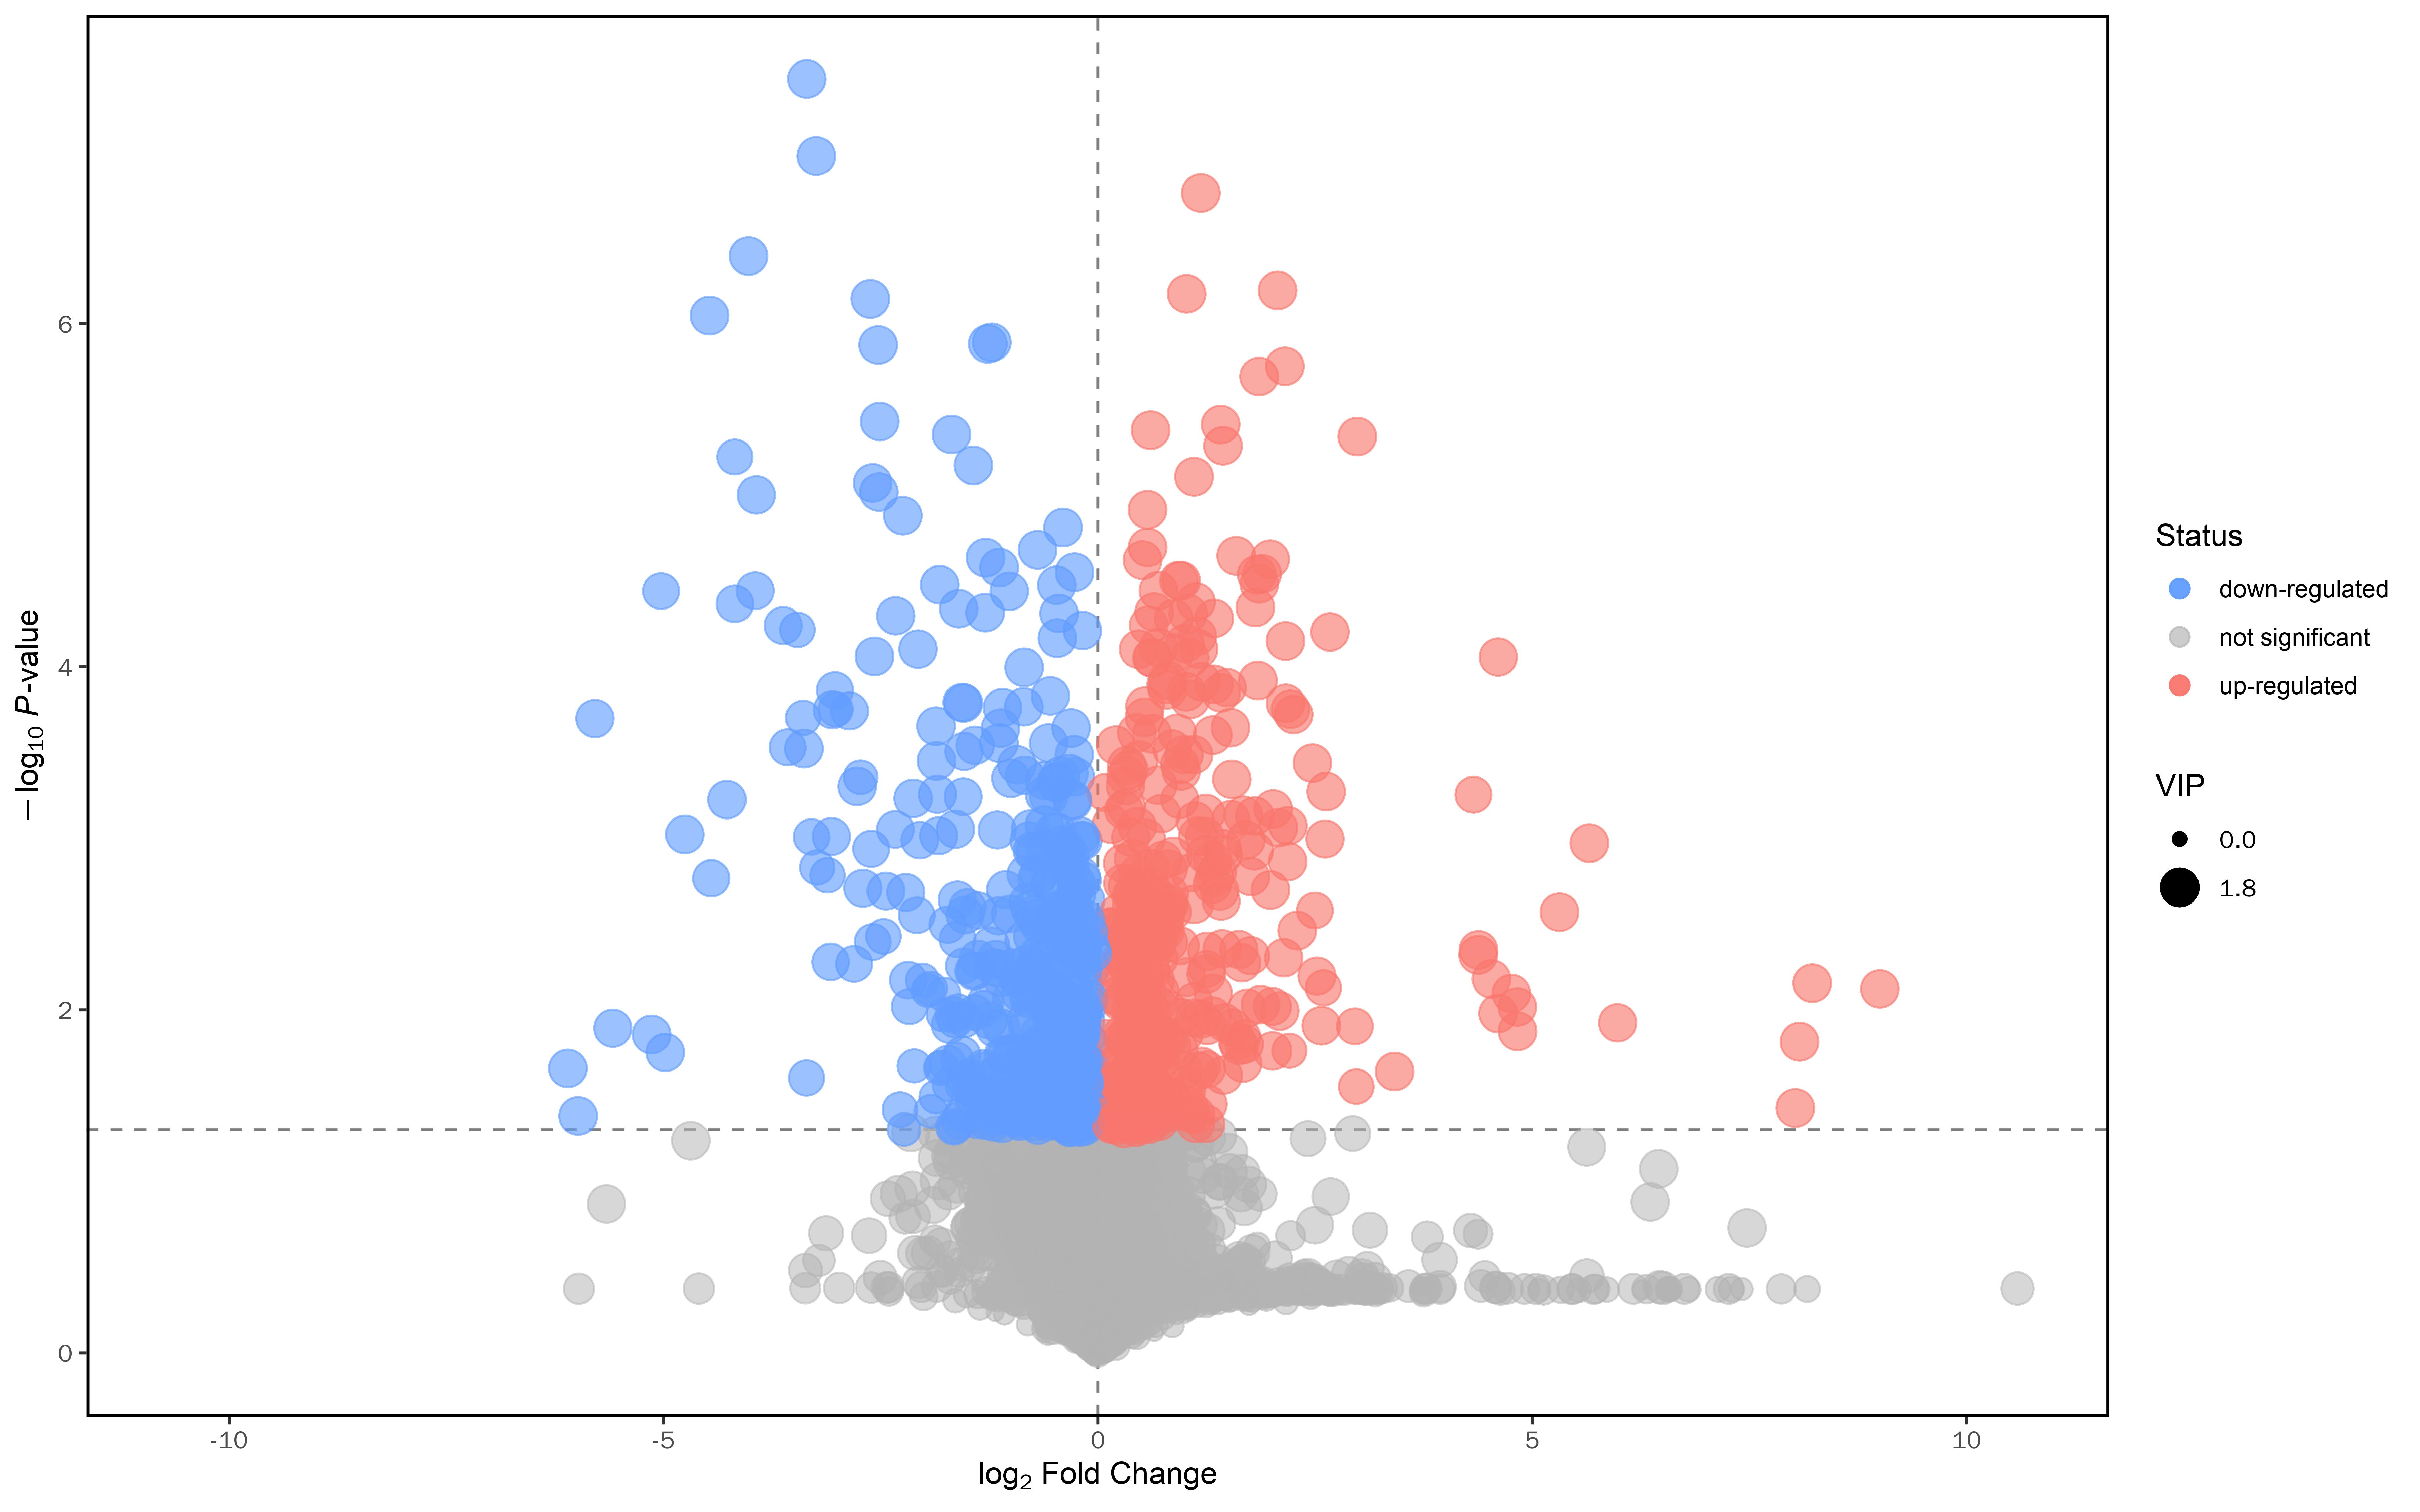 6
4
2
0
− log10 P-value
-10
-5
0
5
10
log2 Fold Change
Status
down-regulated
not significant
up-regulated
VIP
0.0
1.8